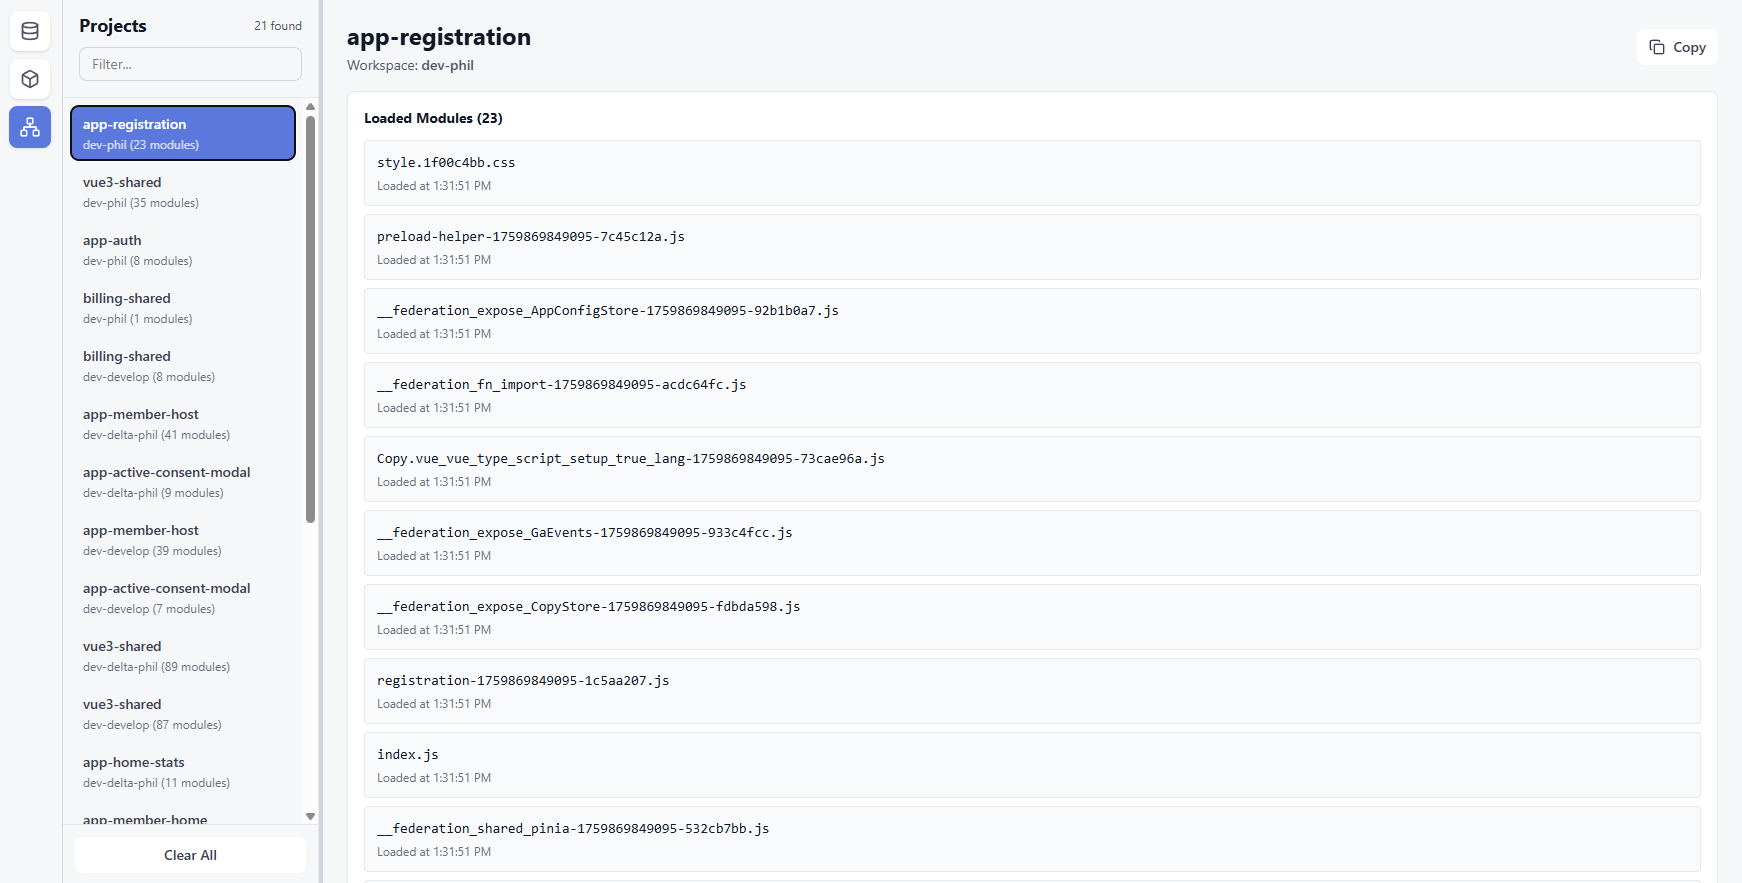 Projects
21 found
Filter...
app-registration
dev-phil (23 modules)
vue3-shared
dev-phil (35 modules)
app-auth
dev-phil (8 modules)
billing-shared
dev-phil (1 modules)
billing-shared
dev-develop (8 modules)
app-member-host
dev-delta-phil (41 modules)
app-active-consent-modal
dev-delta-phil (9 modules)
app-member-host
dev-develop (39 modules)
app-active-consent-modal
dev-develop (7 modules)
vue3-shared
dev-delta-phil (89 modules)
vue3-shared
dev-develop (87 modules)
app-home-stats
dev-delta-phil (11 modules)
app-member-home
Clear All
app-registration
Workspace: dev-phil
Copy
Loaded Modules (23)
style.1f00c4bb.css
Loaded at 1:31:51 PM
preload-helper-1759869849095-7c45c12a.js
Loaded at 1:31:51 PM
__federation_expose_AppConfigStore-1759869849095-92b1b0a7.js
Loaded at 1:31:51 PM
__federation_fn_import-1759869849095-acdc64fc.js
Loaded at 1:31:51 PM
Copy.vue_vue_type_script_setup_true_lang-1759869849095-73cae96a.js
Loaded at 1:31:51 PM
__federation_expose_GaEvents-1759869849095-933c4fcc.js
Loaded at 1:31:51 PM
__federation_expose_CopyStore-1759869849095-fdbda598.js
Loaded at 1:31:51 PM
registration-1759869849095-1c5aa207.js
Loaded at 1:31:51 PM
index.js
Loaded at 1:31:51 PM
__federation_shared_pinia-1759869849095-532cb7bb.js
Loaded at 1:31:51 PM